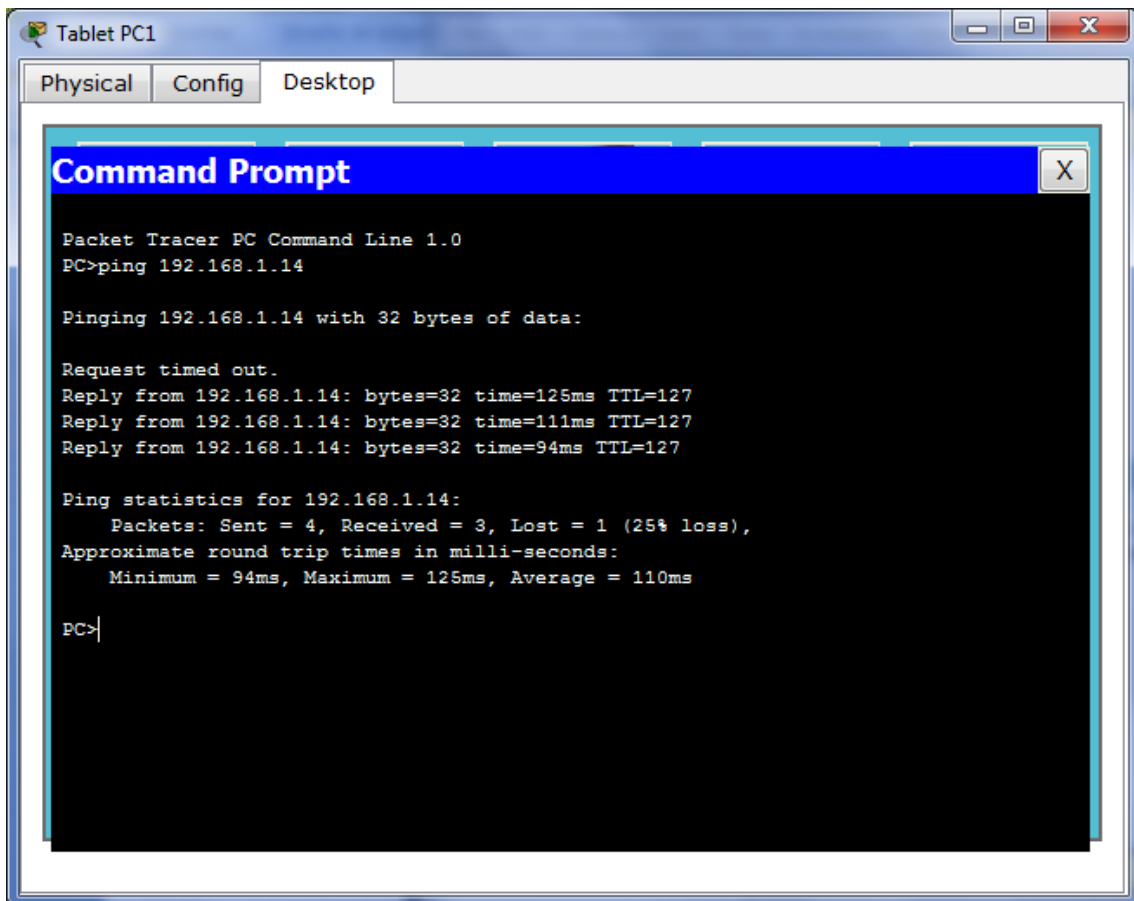 Tablet PC1
X
Physical Config Desktop
Command Prompt
X
Packet Tracer PC Command Line 1.0
PC>ping 192.168.1.14
Pinging 192.168.1.14 with 32 bytes of data:
Request timed out.
Reply from 192.168.1.14: bytes=32 time=125ms TTL=127
Reply from 192.168.1.14: bytes=32 time=111ms TTL=127
Reply from 192.168.1.14: bytes=32 time=94ms TTL=127
Ping statistics for 192.168.1.14:
Packets: Sent = 4, Received = 3, Lost = 1 (25% loss),
Approximate round trip times in milli-seconds:
Minimum = 94ms, Maximum = 125ms, Average = 110ms
PC>